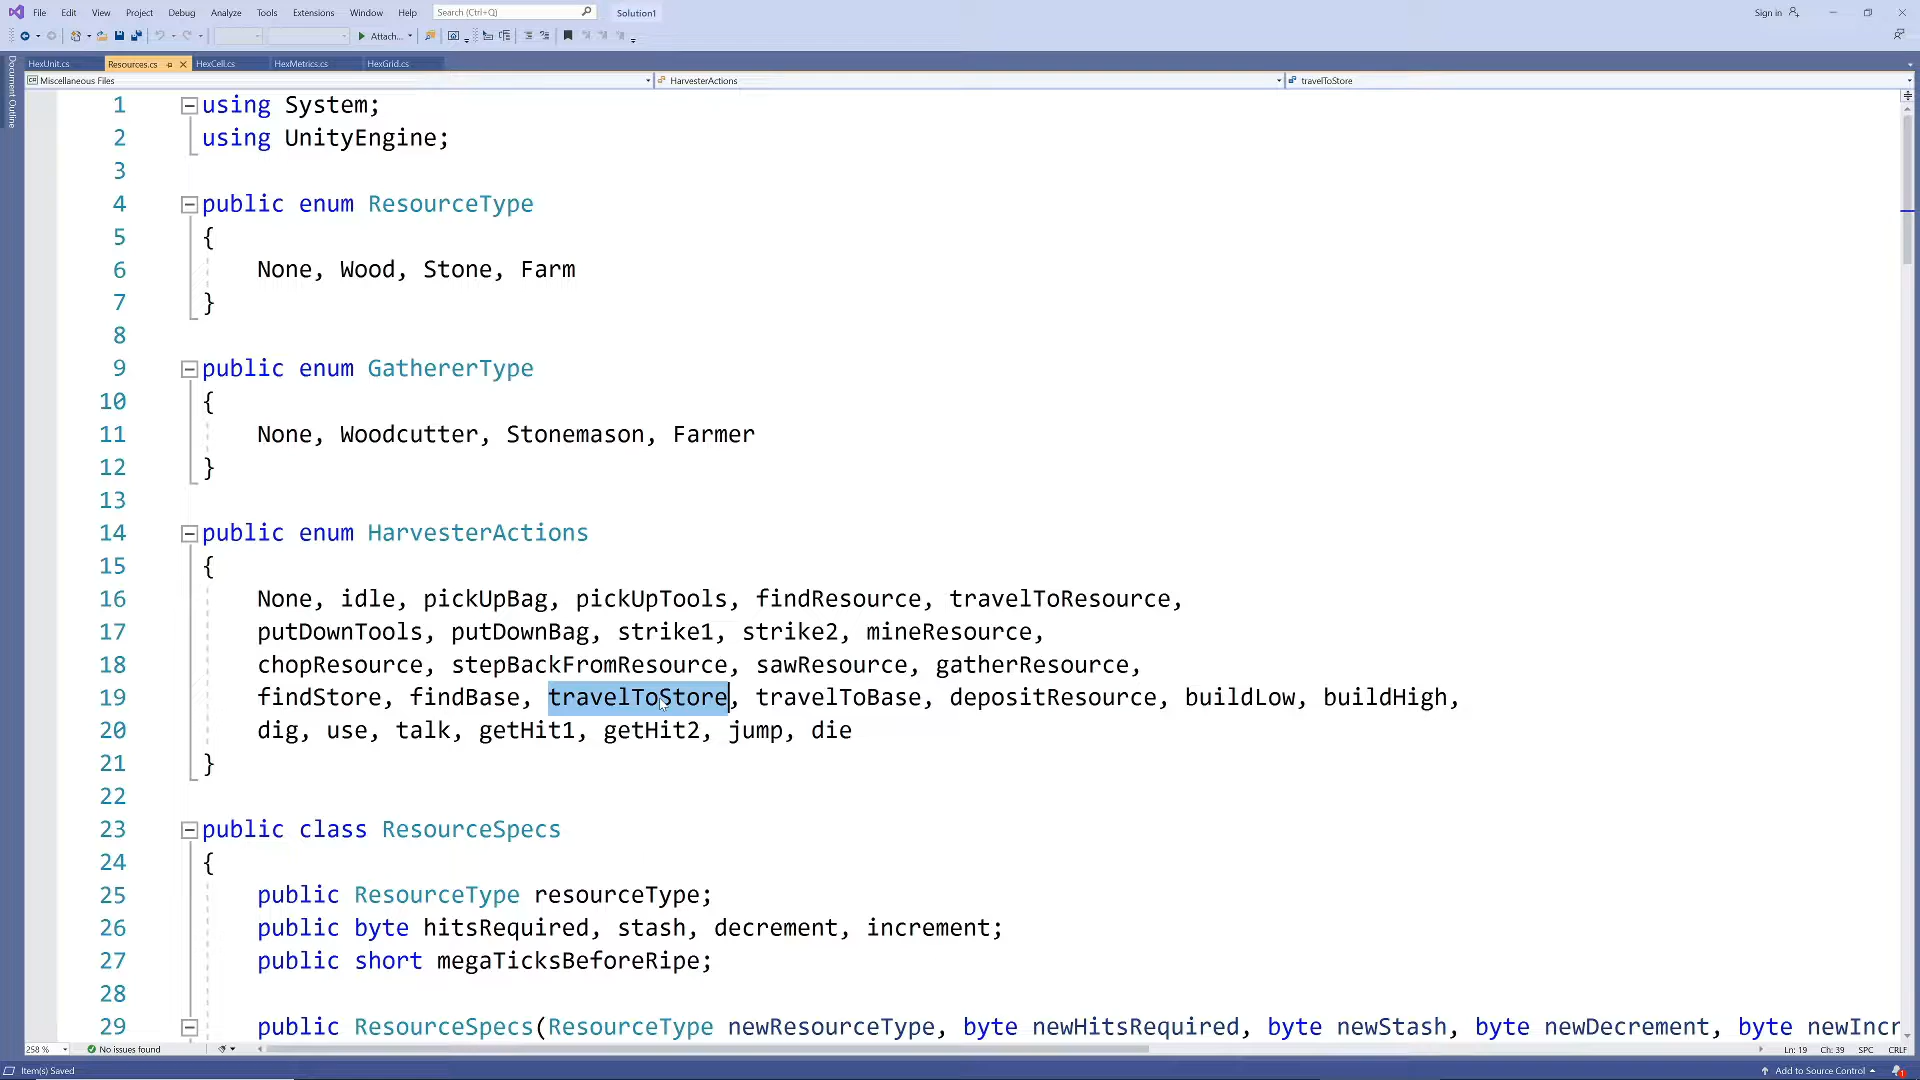 File Edit View Project Debug Analyze Tools Extensions Window Help Search (Ctrl+Q) Solution1 Sign in
Attach...
Document Outline
HexUnit.cs Resources.cs HexCell.cs HexMetrics.cs HexGrid.cs
Miscellaneous Files HarvesterActions travelToStore
1 using System;
2 using UnityEngine;
3
4 public enum ResourceType
5 {
6 None, Wood, Stone, Farm
7 }
8
9 public enum GathererType
10 {
11 None, Woodcutter, Stonemason, Farmer
12 }
13
14 public enum HarvesterActions
15 {
16 None, idle, pickUpBag, pickUpTools, findResource, travelToResource,
17 putDownTools, putDownBag, strike1, strike2, mineResource,
18 chopResource, stepBackFromResource, sawResource, gatherResource,
19 findStore, findBase, travelToStore, travelToBase, depositResource, buildLow, buildHigh,
20 dig, use, talk, getHit1, getHit2, jump, die
21 }
22
23 public class ResourceSpecs
24 {
25 public ResourceType resourceType;
26 public byte hitsRequired, stash, decrement, increment;
27 public short megaTicksBeforeRipe;
28
29 public ResourceSpecs(ResourceType newResourceType, byte newHitsRequired, byte newStash, byte newDecrement, byte newIncr
258 % No issues found Ln: 19 Ch: 39 SPC CRLF
Item(s) Saved Add to Source Control 1